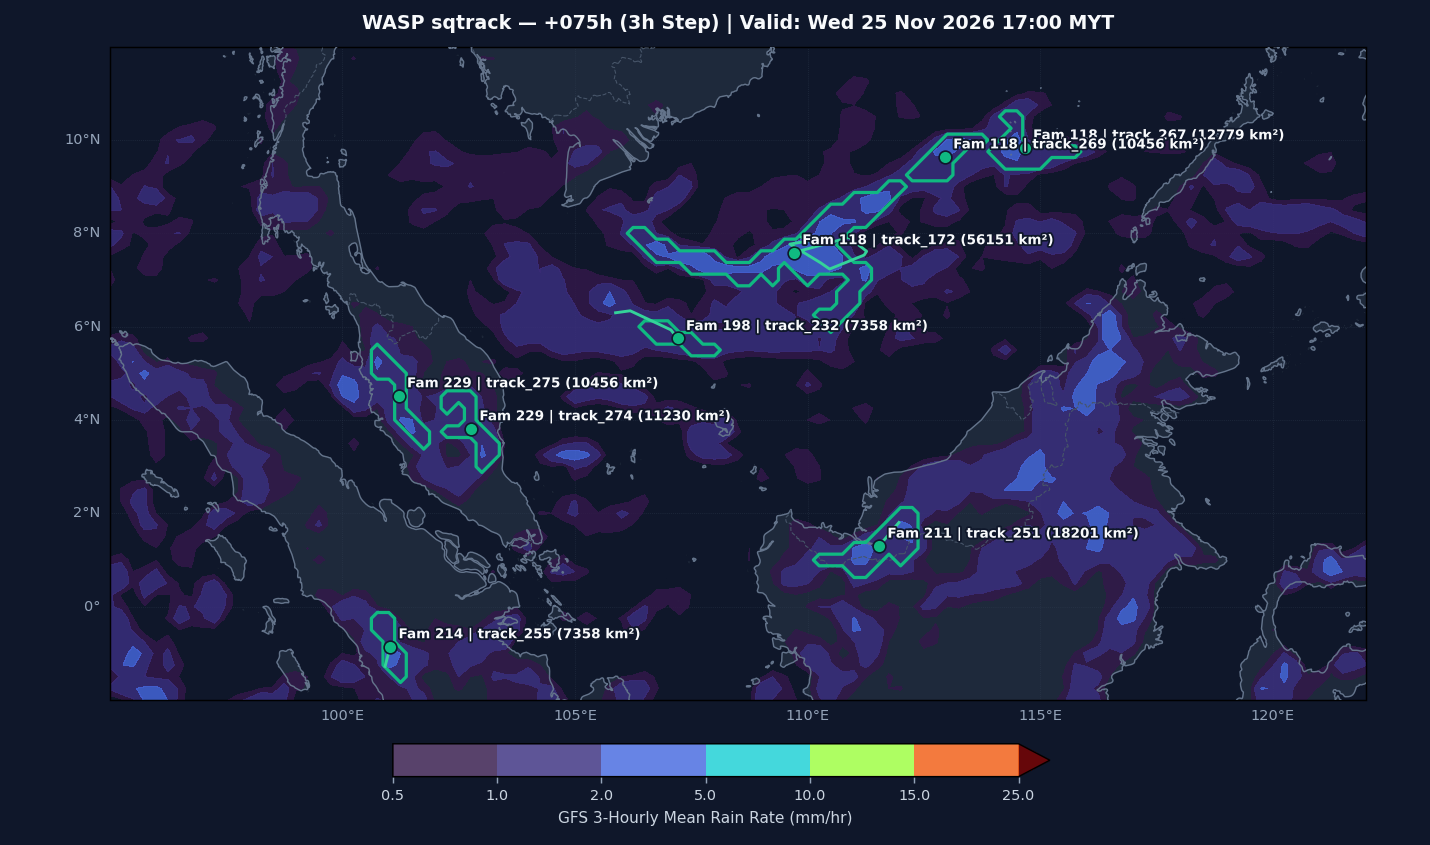 WASP sqtrack — +075h (3h Step) | Valid: Wed 25 Nov 2026 17:00 MYT
10°N
8°N
6°N
4°N
2°N
0°
Fam 118 | track_267 (12779 km²)
Fam 118 | track_269 (10456 km²)
Fam 118 | track_172 (56151 km²)
Fam 198 | track_232 (7358 km²)
Fam 229 | track_275 (10456 km²)
Fam 229 | track_274 (11230 km²)
Fam 211 | track_251 (18201 km²)
Fam 214 | track_255 (7358 km²)
100°E 105°E 110°E 115°E 120°E
0.5 1.0 2.0 5.0 10.0 15.0 25.0
GFS 3-Hourly Mean Rain Rate (mm/hr)